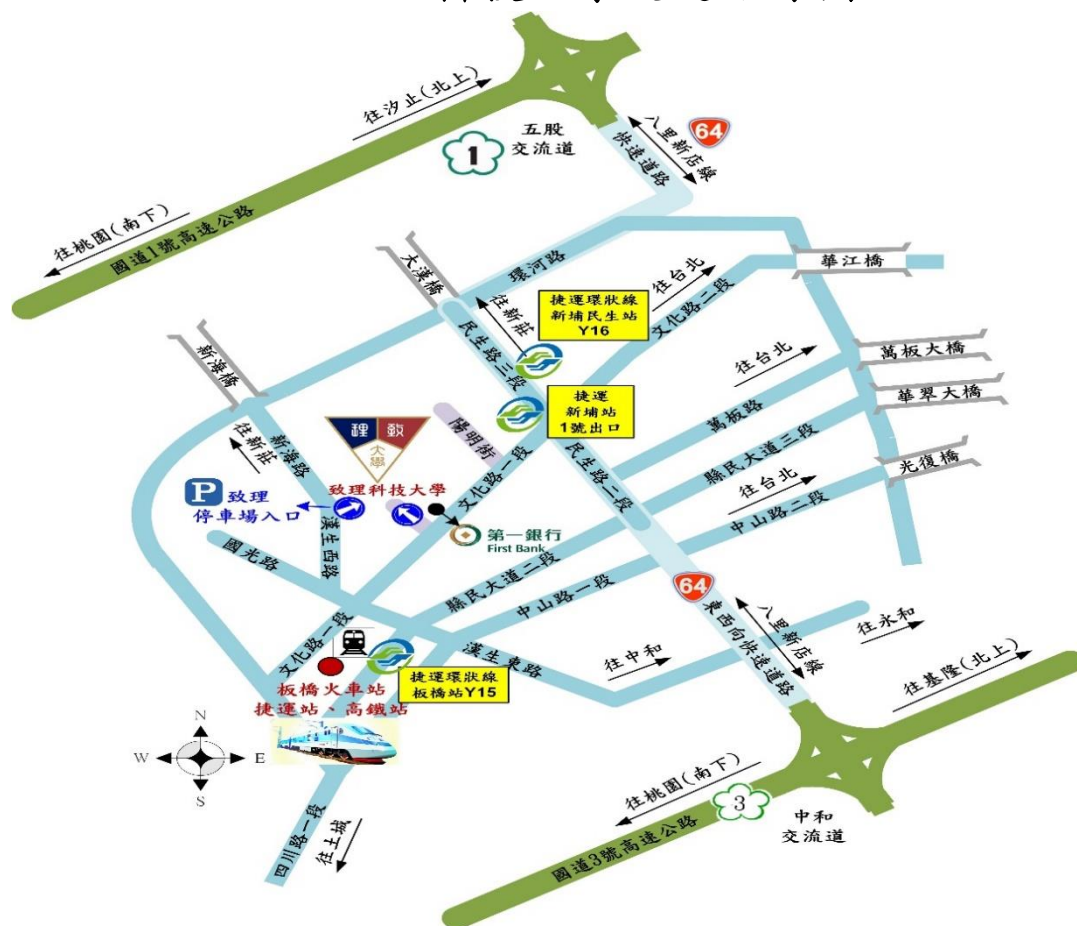 往汐止(北上)
1
五股
交流道
64
八里新店線
快速道路
往桃園(南下)
國道1號高速公路
大漢橋
環河路
往新莊
捷運環狀線
新埔民生站
Y16
往台北
文化路二段
華江橋
新海橋
民生路三段
往台北
萬板大橋
捷運
新埔站
1號出口
萬板路
華翠大橋
往新莊
新海路
理 致
大學
陽明街
文化路一段
民生路二段
縣民大道三段
光復橋
P 致理
停車場入口
致理科技大學
往台北
中山路二段
漢生西路
第一銀行
First Bank
國光路
縣民大道二段
中山路一段
64
東西向快速道路
八里新店線
往永和
文化路一段
漢生東路
往中和
捷運環狀線
板橋站Y15
板橋火車站
捷運站、高鐵站
往基隆(北上)
N
W E
S
往桃園(南下)
3
中和
交流道
國道3號高速公路
四川路一段
往土城